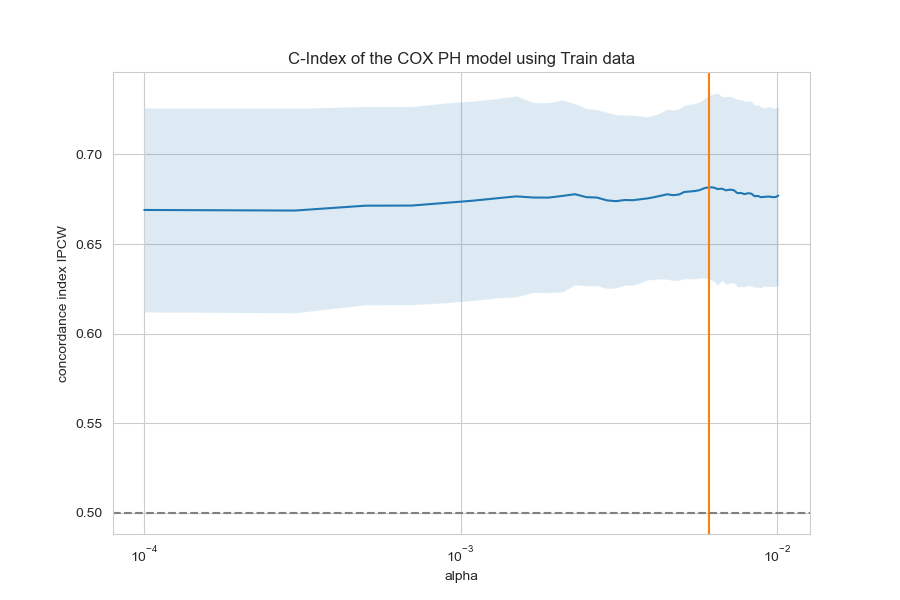 C-Index of the COX PH model using Train data
concordance index IPCW
0.70
0.65
0.60
0.55
0.50
10⁻⁴
10⁻³
10⁻²
alpha